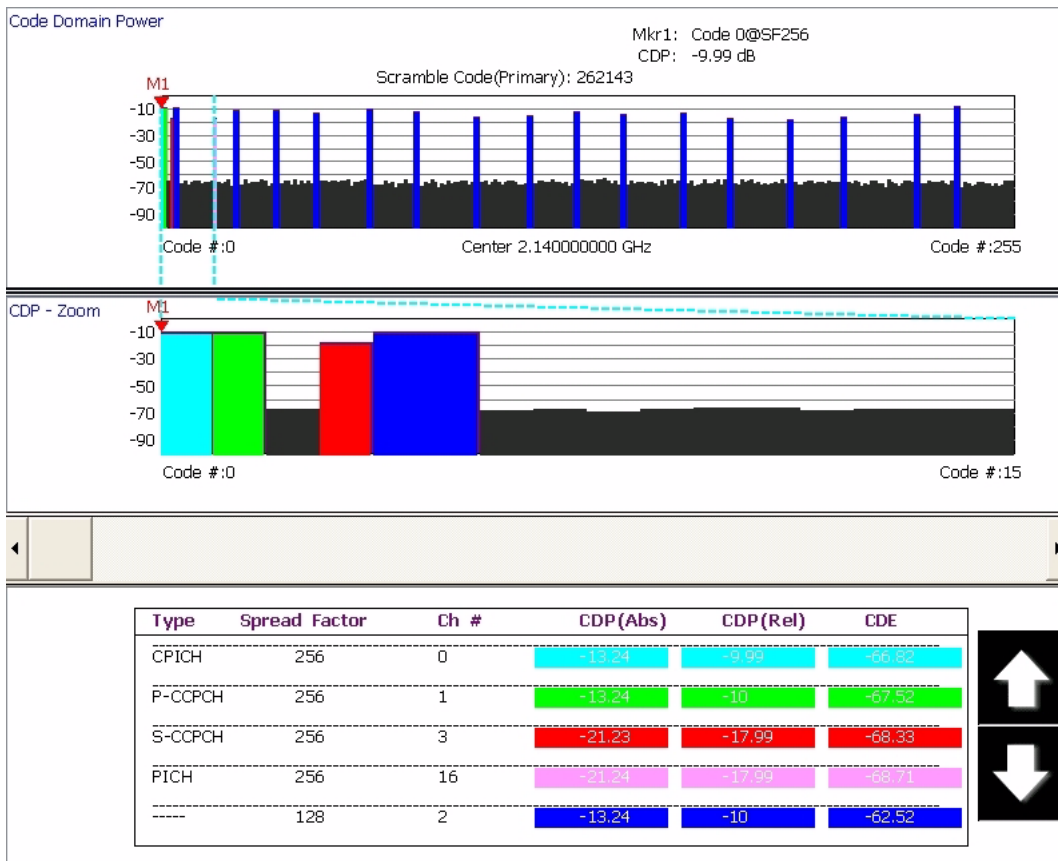 Code Domain Power
Mkr1: Code 0@SF256
CDP: -9.99 dB
Scramble Code(Primary): 262143
M1
-10
-30
-50
-70
-90
Code #:0 Center 2.140000000 GHz Code #:255
CDP - Zoom
M1
-10
-30
-50
-70
-90
Code #:0 Code #:15
Type Spread Factor Ch # CDP(Abs) CDP(Rel) CDE
CPICH 256 0 -13.24 -9.99 -66.82
P-CCPCH 256 1 -13.24 -10 -67.52
S-CCPCH 256 3 -21.23 -17.99 -68.33
PICH 256 16 -21.24 -17.99 -68.71
----- 128 2 -13.24 -10 -62.52